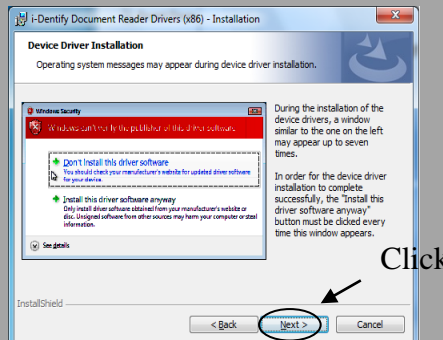 i-Dentify Document Reader Drivers (x86) - Installation
Device Driver Installation
Operating system messages may appear during device driver installation.
Windows Security
Windows can't verify the publisher of this driver software
Don't install this driver software
You should check your manufacturer's website for updated driver software
for your device.
Install this driver software anyway
Only install driver software obtained from your manufacturer's website or
disc. Unsigned software from other sources may harm your computer or steal
information.
See details
During the installation of the
device drivers, a window
similar to the one on the left
may appear up to seven
times.
In order for the device driver
installation to complete
successfully, the "Install this
driver software anyway"
button must be clicked every
time this window appears.
Click
InstallShield
< Back
Next >
Cancel